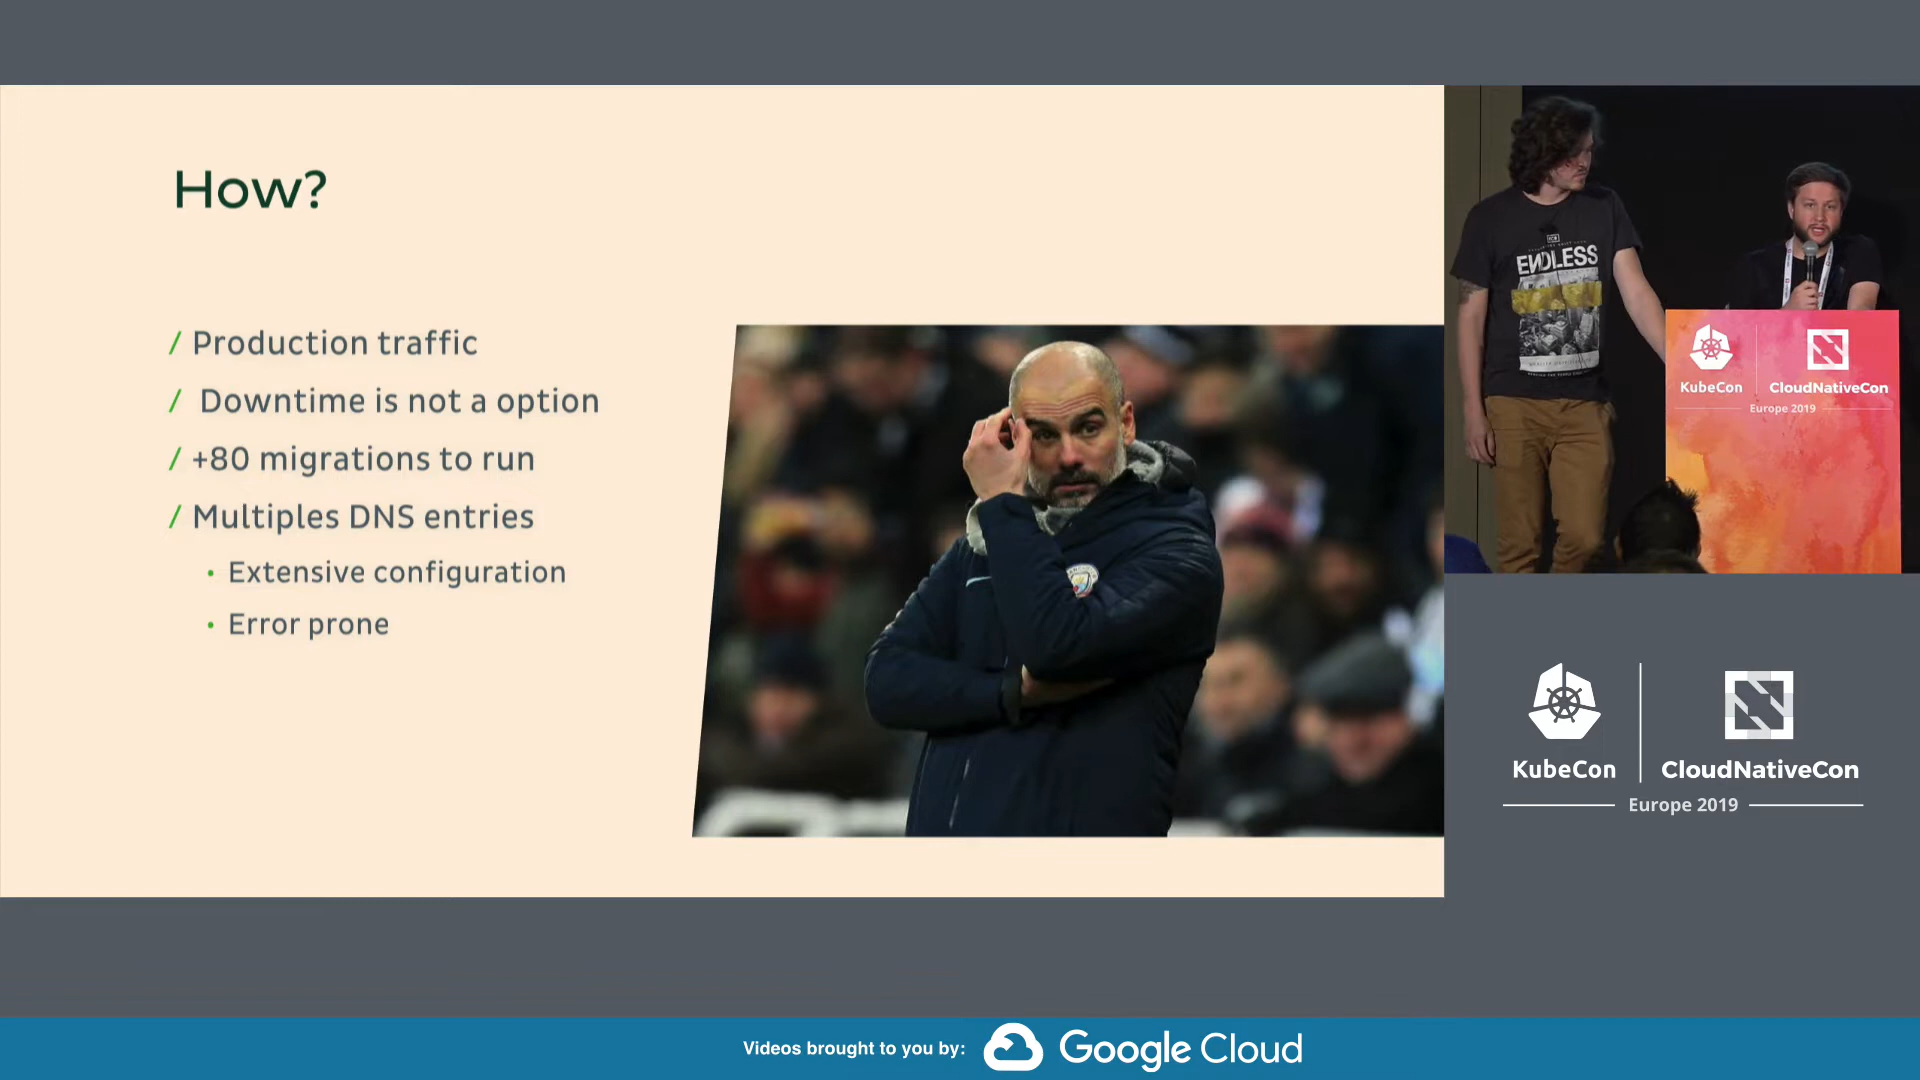 How?
/ Production traffic
/ Downtime is not a option
/ +80 migrations to run
/ Multiples DNS entries
• Extensive configuration
• Error prone
ENDLESS
KubeCon
CloudNativeCon
Europe 2019
KubeCon
CloudNativeCon
Europe 2019
Videos brought to you by:
Google Cloud